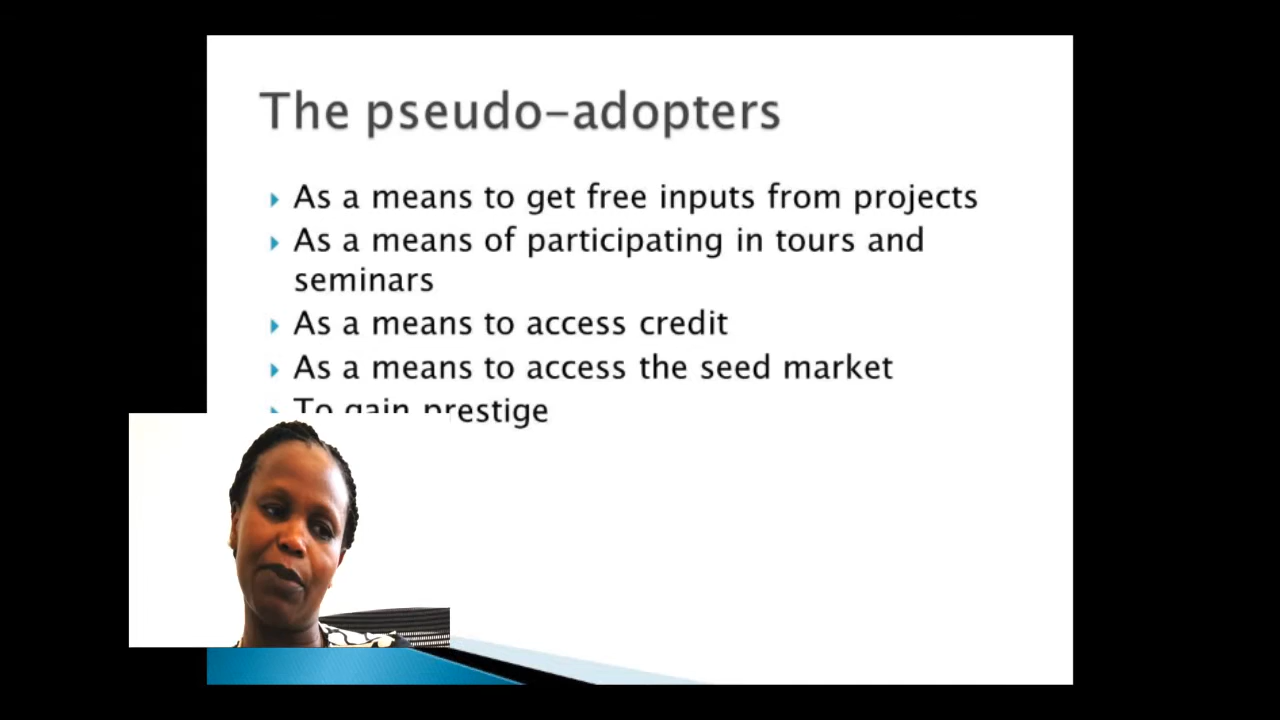 The pseudo-adopters
As a means to get free inputs from projects
As a means of participating in tours and
seminars
As a means to access credit
As a means to access the seed market
To gain prestige